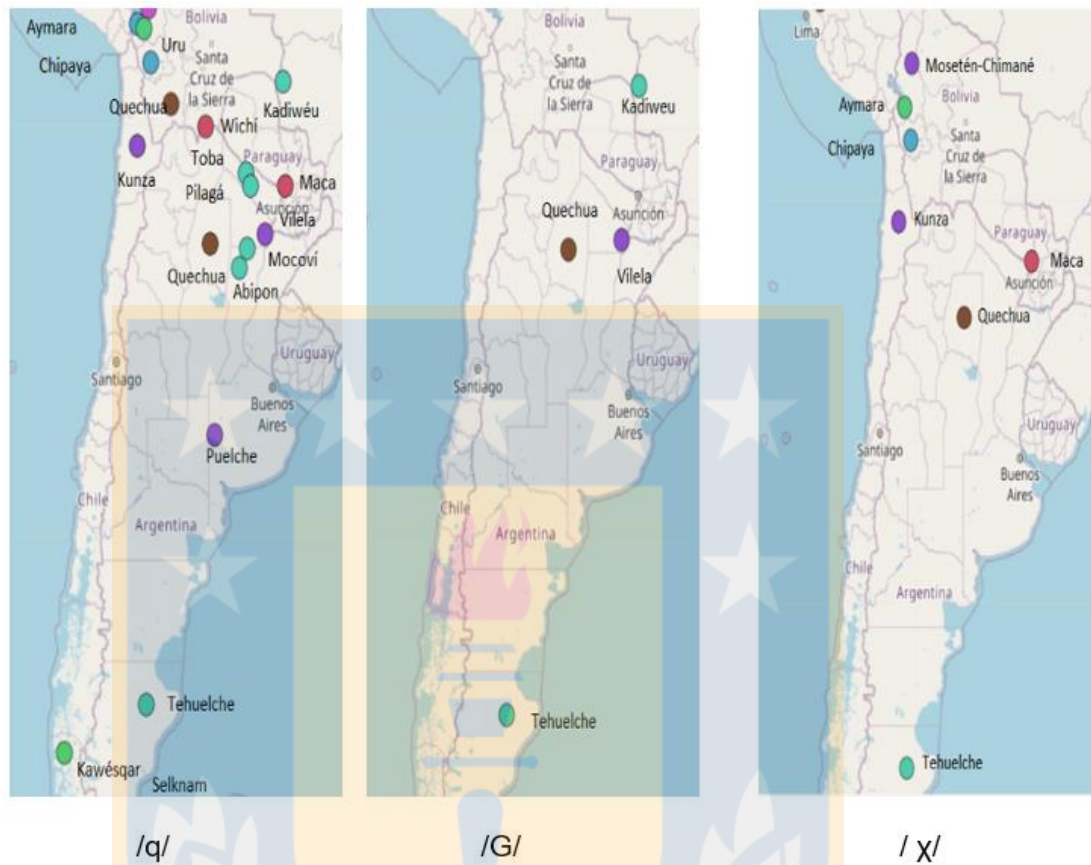 Bolivia
Aymara
Uru
Santa
Cruz de
la Sierra
Chipaya
Kadiwéu
Quechua
Wichí
Toba
Paraguay
Kunza
Pilagá
Maca
Asunción
Vilela
Mocoví
Quechua
Abipon
Uruguay
Santiago
Buenos
Aires
Puelche
Chile
Argentina
Tehuelche
Kawésqar
Selknam
/q/
Bolivia
Santa
Cruz de
la Sierra
Kadiweu
Paraguay
Quechua
Asunción
Vilela
Uruguay
Santiago
Buenos
Aires
Chile
Argentina
Tehuelche
/G/
Lima
Mosetén-Chimané
Bolivia
Aymara
Santa
Cruz de
la Sierra
Chipaya
Kunza
Paraguay
Maca
Asunción
Quechua
Uruguay
Santiago
Buenos
Aires
Chile
Argentina
Tehuelche
/ χ/